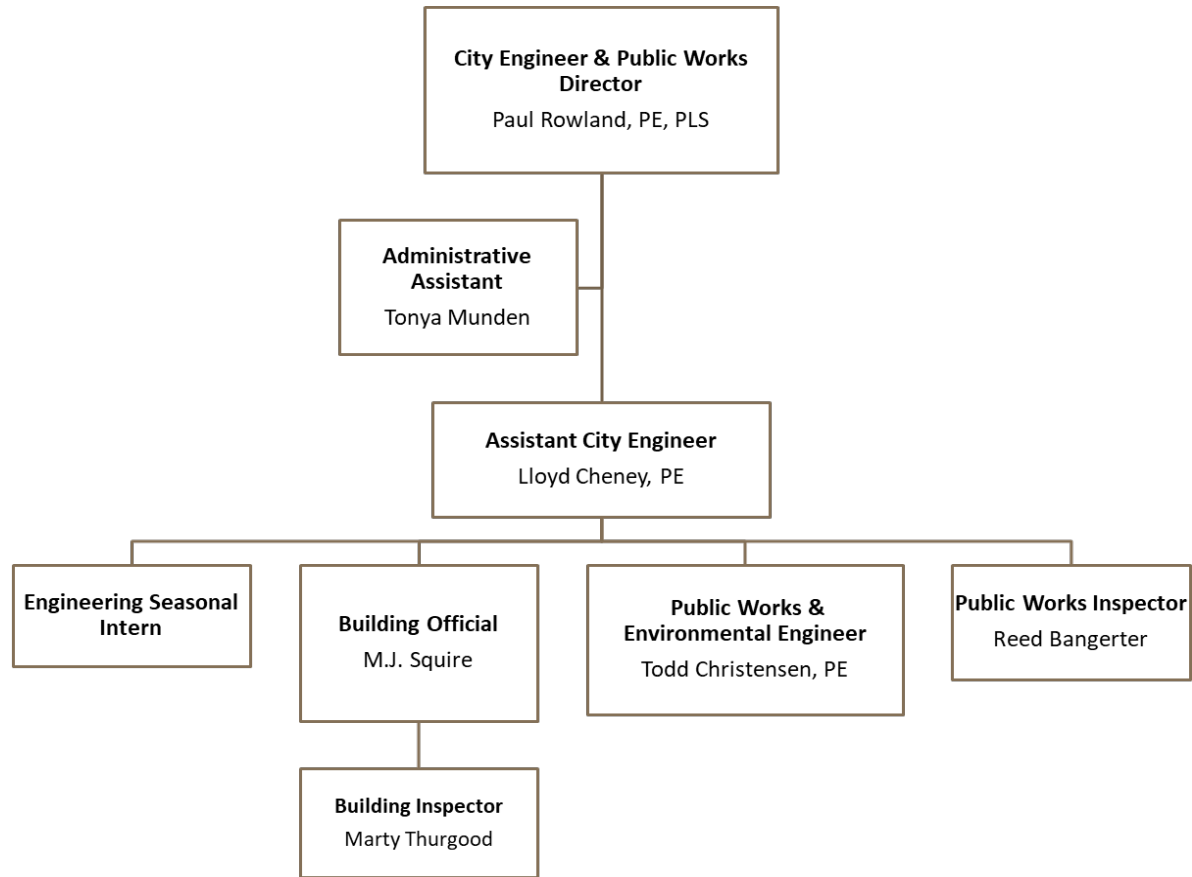 City Engineer & Public Works
Director
Paul Rowland, PE, PLS
Administrative
Assistant
Tonya Munden
Assistant City Engineer
Lloyd Cheney, PE
Engineering Seasonal
Intern
Building Official
M.J. Squire
Public Works &
Environmental Engineer
Todd Christensen, PE
Public Works Inspector
Reed Bangerter
Building Inspector
Marty Thurgood